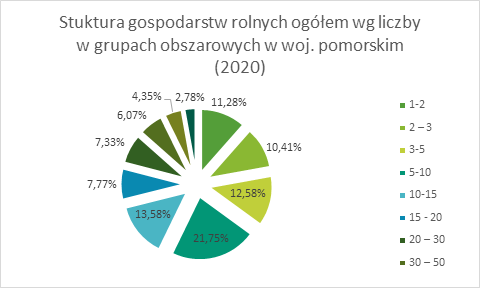 Stuktura gospodarstw rolnych ogółem wg liczby
w grupach obszarowych w woj. pomorskim
(2020)
11,28%
10,41%
12,58%
21,75%
13,58%
7,77%
7,33%
6,07%
4,35%
2,78%
1-2
2 – 3
3-5
5-10
10-15
15 - 20
20 – 30
30 – 50